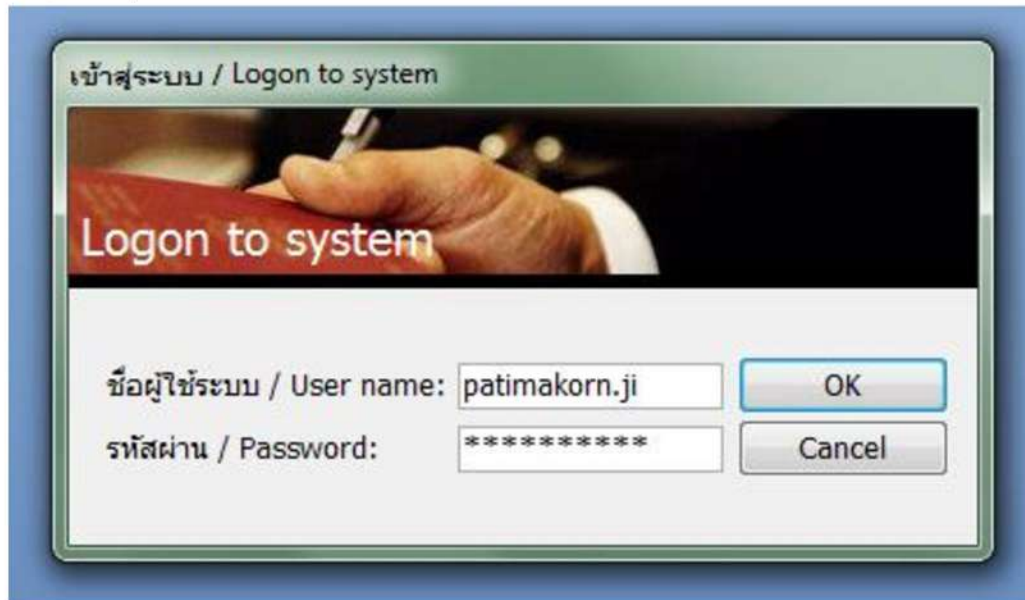 เข้าสู่ระบบ / Logon to system
Logon to system
ชื่อผู้ใช้ระบบ / User name: patimakorn.ji OK
รหัสผ่าน / Password: ********** Cancel